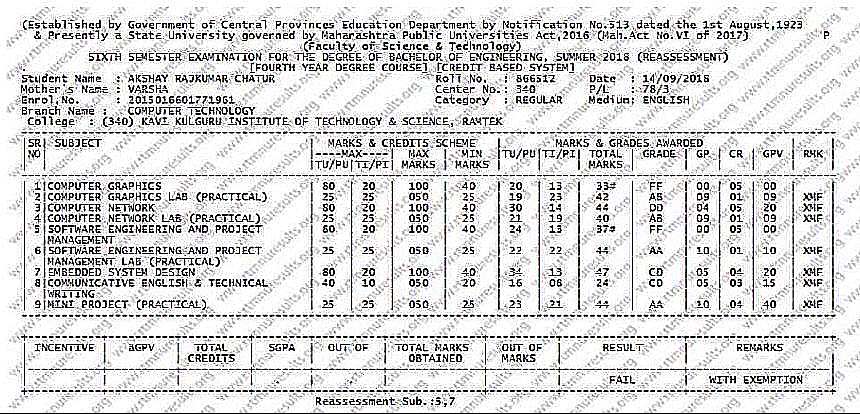 (Established by Government of Central Provinces Education Department by Notification No.513 dated the 1st August,1923
& Presently a State University governed by Maharashtra Public Universities Act,2016 (Mah.Act No.VI of 2017) P
(Faculty of Science & Technology)
SIXTH SEMESTER EXAMINATION FOR THE DEGREE OF BACHELOR OF ENGINEERING, SUMMER 2018 (REASSESSMENT)
[FOURTH YEAR DEGREE COURSE] [CREDIT BASED SYSTEM]
Student Name : AKSHAY RAJKUMAR CHATUR Roll No. : 866512 Date : 14/09/2018
Mother's Name : VARSHA Center No.: 340 P/L : 78/3
Enrol.No. : 2015016601771961 Category : REGULAR Medium: ENGLISH
Branch Name : COMPUTER TECHNOLOGY
College : (340) KAVI KULGURU INSTITUTE OF TECHNOLOGY & SCIENCE, RAMTEK
SR SUBJECT MARKS & CREDITS SCHEME MARKS & GRADES AWARDED
NO ----MAX---- MAX MIN TU/PU TI/PI TOTAL GRADE GP CR GPV RMK
TU/PU TI/PI MARKS MARKS MARKS
1 COMPUTER GRAPHICS 80 20 100 40 20 13 33# FF 00 05 00
2 COMPUTER GRAPHICS LAB (PRACTICAL) 25 25 050 25 19 23 42 AB 09 01 09 XMF
3 COMPUTER NETWORK 80 20 100 40 30 14 44 DD 04 05 20 XMF
4 COMPUTER NETWORK LAB (PRACTICAL) 25 25 050 25 21 19 40 AB 09 01 09 XMF
5 SOFTWARE ENGINEERING AND PROJECT 80 20 100 40 24 13 37# FF 00 05 00
MANAGEMENT
6 SOFTWARE ENGINEERING AND PROJECT 25 25 050 25 22 22 44 AA 10 01 10 XMF
MANAGEMENT LAB (PRACTICAL)
7 EMBEDDED SYSTEM DESIGN 80 20 100 40 34 13 47 CD 05 04 20 XMF
8 COMMUNICATIVE ENGLISH & TECHNICAL 40 10 050 20 16 08 24 CD 05 03 15 XMF
WRITING
9 MINI PROJECT (PRACTICAL) 25 25 050 25 23 21 44 AA 10 04 40 XMF
INCENTIVE aGPV TOTAL SGPA OUT OF TOTAL MARKS OUT OF RESULT REMARKS
CREDITS OBTAINED MARKS
FAIL WITH EXEMPTION
Reassessment Sub.:5,7